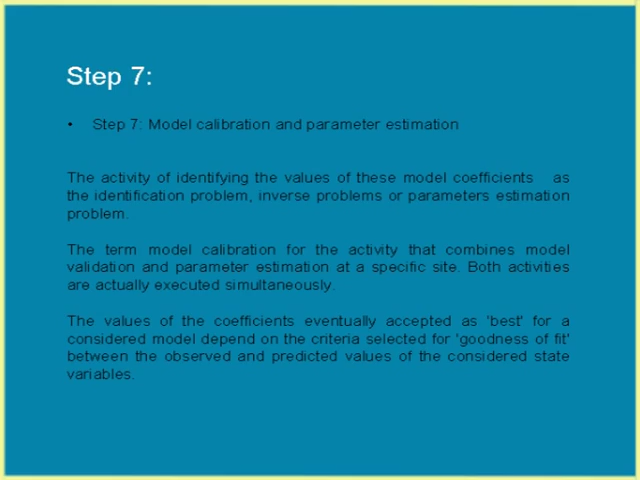 Step 7:
• Step 7: Model calibration and parameter estimation
The activity of identifying the values of these model coefficients as
the identification problem, inverse problems or parameters estimation
problem.
The term model calibration for the activity that combines model
validation and parameter estimation at a specific site. Both activities
are actually executed simultaneously.
The values of the coefficients eventually accepted as 'best' for a
considered model depend on the criteria selected for 'goodness of fit'
between the observed and predicted values of the considered state
variables.